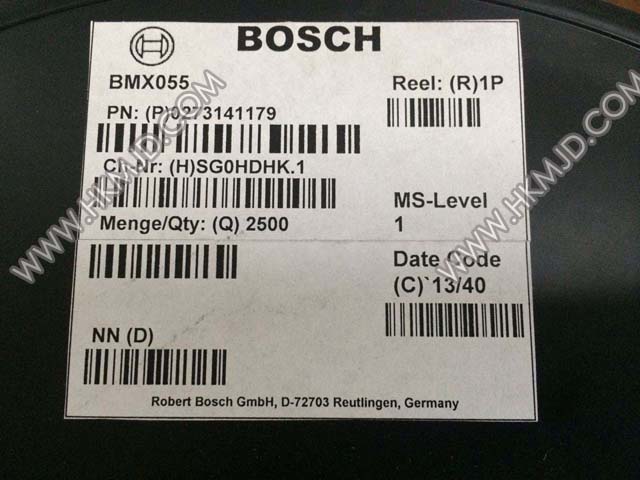 BOSCH
BMX055
Reel: (R)1P
PN: (P)0273141179
Ch-Nr: (H)SG0HDHK.1
MS-Level
1
Menge/Qty: (Q) 2500
Date Code
(C)`13/40
NN (D)
Robert Bosch GmbH, D-72703 Reutlingen, Germany
WWW.HKMJD.COM
WWW.HKMJD.COM